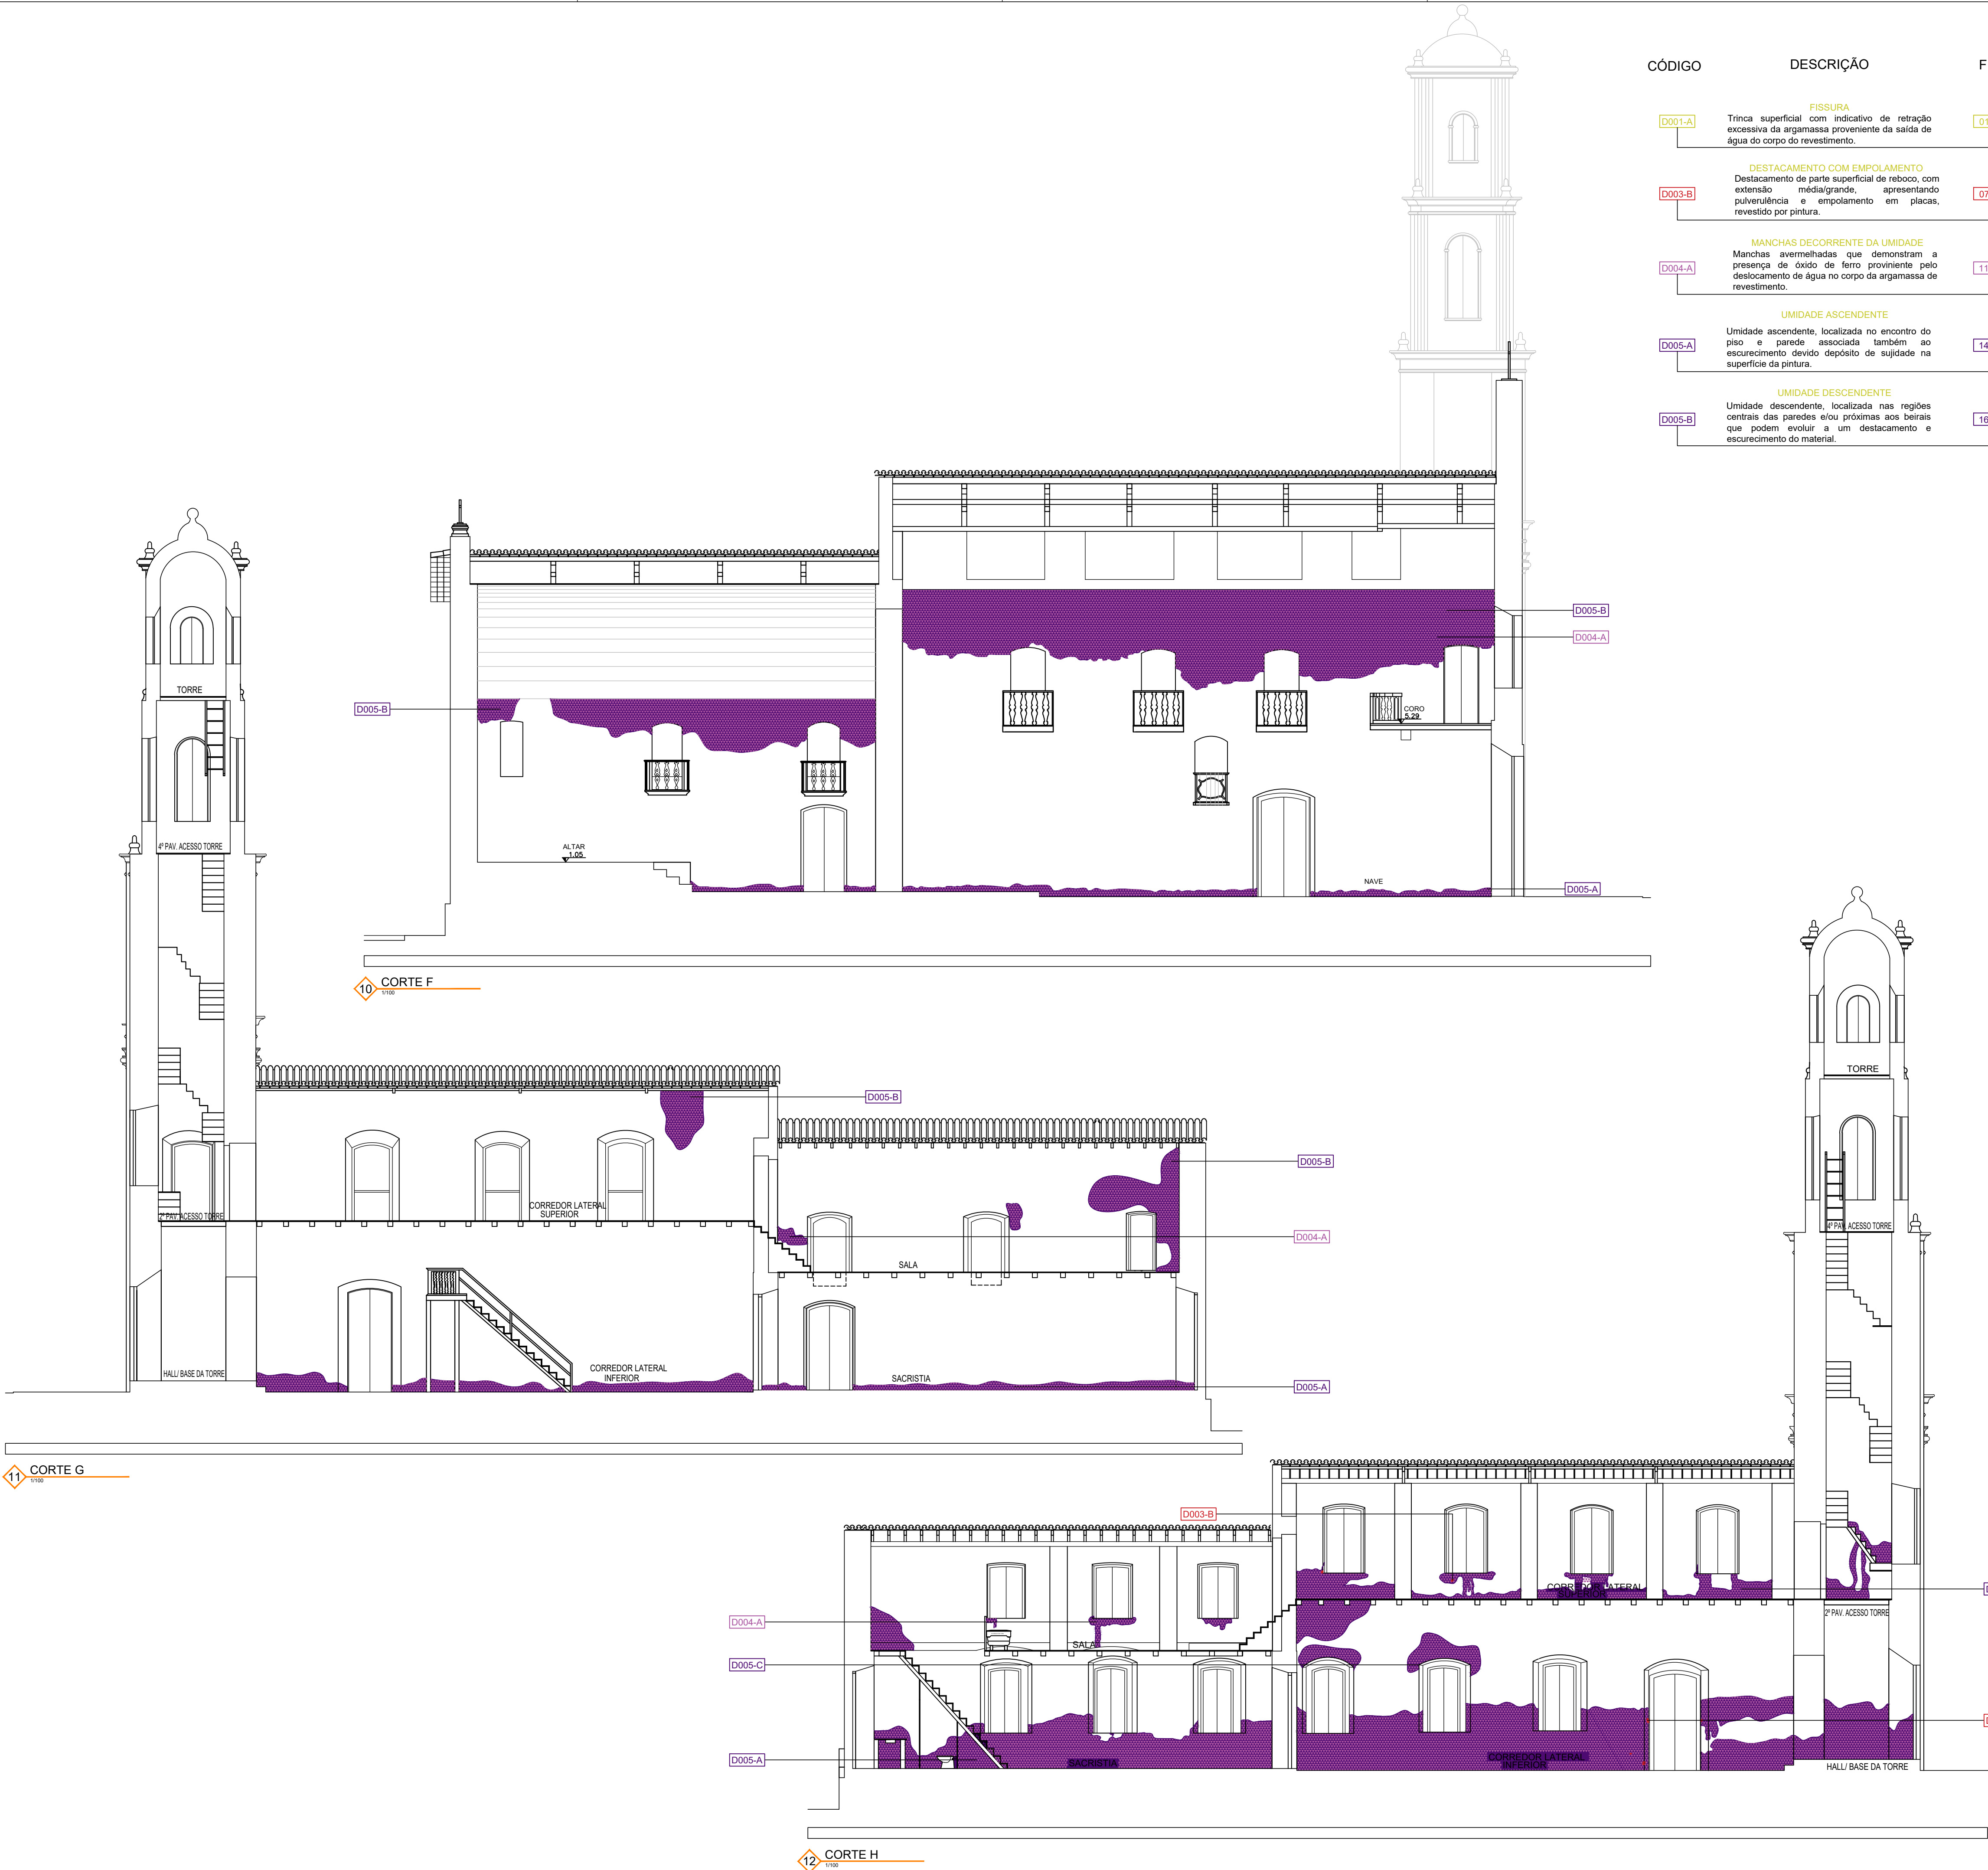 CÓDIGO DESCRIÇÃO F
FISSURA
D001-A
Trinca superficial com indicativo de retração
excessiva da argamassa proveniente da saída de
água do corpo do revestimento.
01
DESTACAMENTO COM EMPOLAMENTO
D003-B
Destacamento de parte superficial de reboco, com
extensão média/grande, apresentando
pulverulência e empolamento em placas,
revestido por pintura.
07
MANCHAS DECORRENTE DA UMIDADE
D004-A
Manchas avermelhadas que demonstram a
presença de óxido de ferro proviniente pelo
deslocamento de água no corpo da argamassa de
revestimento.
11
UMIDADE ASCENDENTE
D005-A
Umidade ascendente, localizada no encontro do
piso e parede associada também ao
escurecimento devido depósito de sujidade na
superfície da pintura.
14
UMIDADE DESCENDENTE
D005-B
Umidade descendente, localizada nas regiões
centrais das paredes e/ou próximas aos beirais
que podem evoluir a um destacamento e
escurecimento do material.
16
D005-B
D004-A
D005-B
CORO
5.29
ALTAR
1.05
NAVE
D005-A
10 CORTE F
1/100
TORRE
4º PAV. ACESSO TORRE
D005-B
D005-B
2º PAV. ACESSO TORRE
CORREDOR LATERAL
SUPERIOR
D004-A
SALA
HALL/ BASE DA TORRE
CORREDOR LATERAL
INFERIOR
SACRISTIA
D005-A
11 CORTE G
1/100
TORRE
4º PAV. ACESSO TORRE
D003-B
CORREDOR LATERAL
SUPERIOR
2º PAV. ACESSO TORRE
D004-A
SALA
D005-C
D005-A
SACRISTIA
CORREDOR LATERAL
INFERIOR
HALL/ BASE DA TORRE
12 CORTE H
1/100